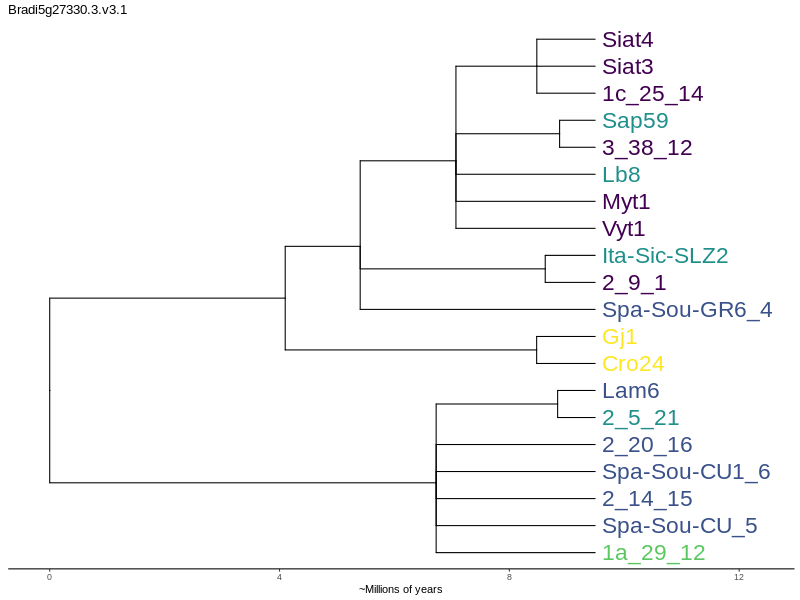 Bradi5g27330.3.v3.1
Siat4
Siat3
1c_25_14
Sap59
3_38_12
Lb8
Myt1
Vyt1
Ita-Sic-SLZ2
2_9_1
Spa-Sou-GR6_4
Gj1
Cro24
Lam6
2_5_21
2_20_16
Spa-Sou-CU1_6
2_14_15
Spa-Sou-CU_5
1a_29_12
0 4 8 12
~Millions of years